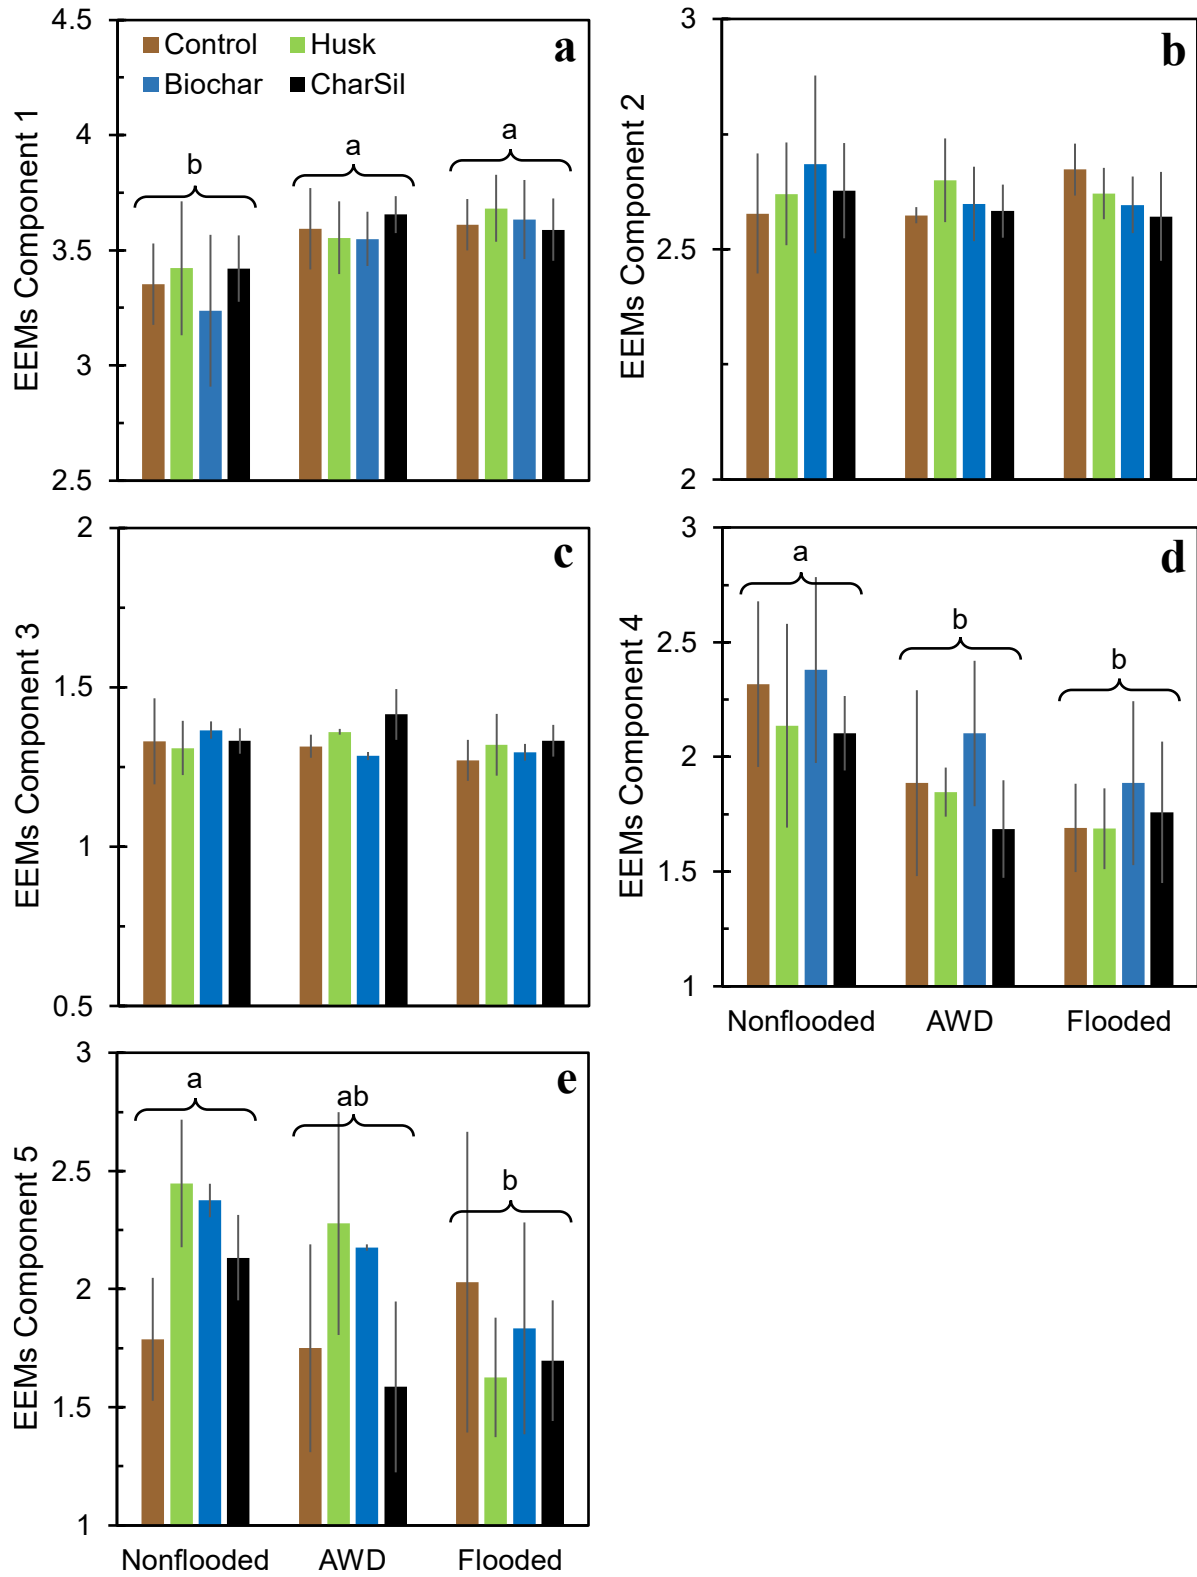 4.5
4
3.5
3
2.5
EEMs Component 1
Control Husk
Biochar CharSil
a
b
a
a
3
2.5
2
EEMs Component 2
b
2
1.5
1
0.5
EEMs Component 3
c
3
2.5
2
1.5
1
EEMs Component 4
d
a
b
b
Nonflooded AWD Flooded
3
2.5
2
1.5
1
EEMs Component 5
e
a
ab
b
Nonflooded AWD Flooded